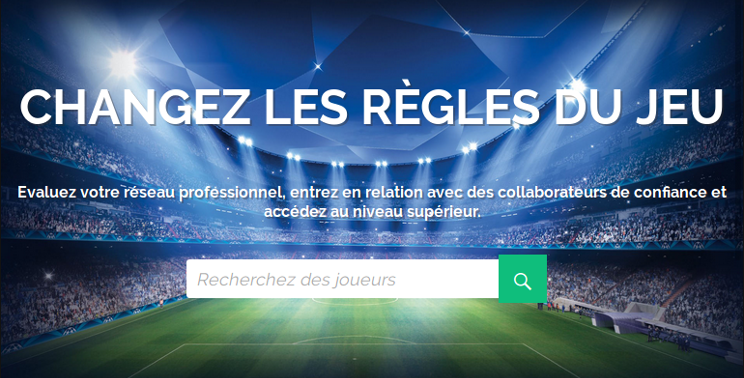 CHANGEZ LES RÈGLES DU JEU
Evaluez votre réseau professionnel, entrez en relation avec des collaborateurs de confiance et
accédez au niveau supérieur.
Recherchez des joueurs